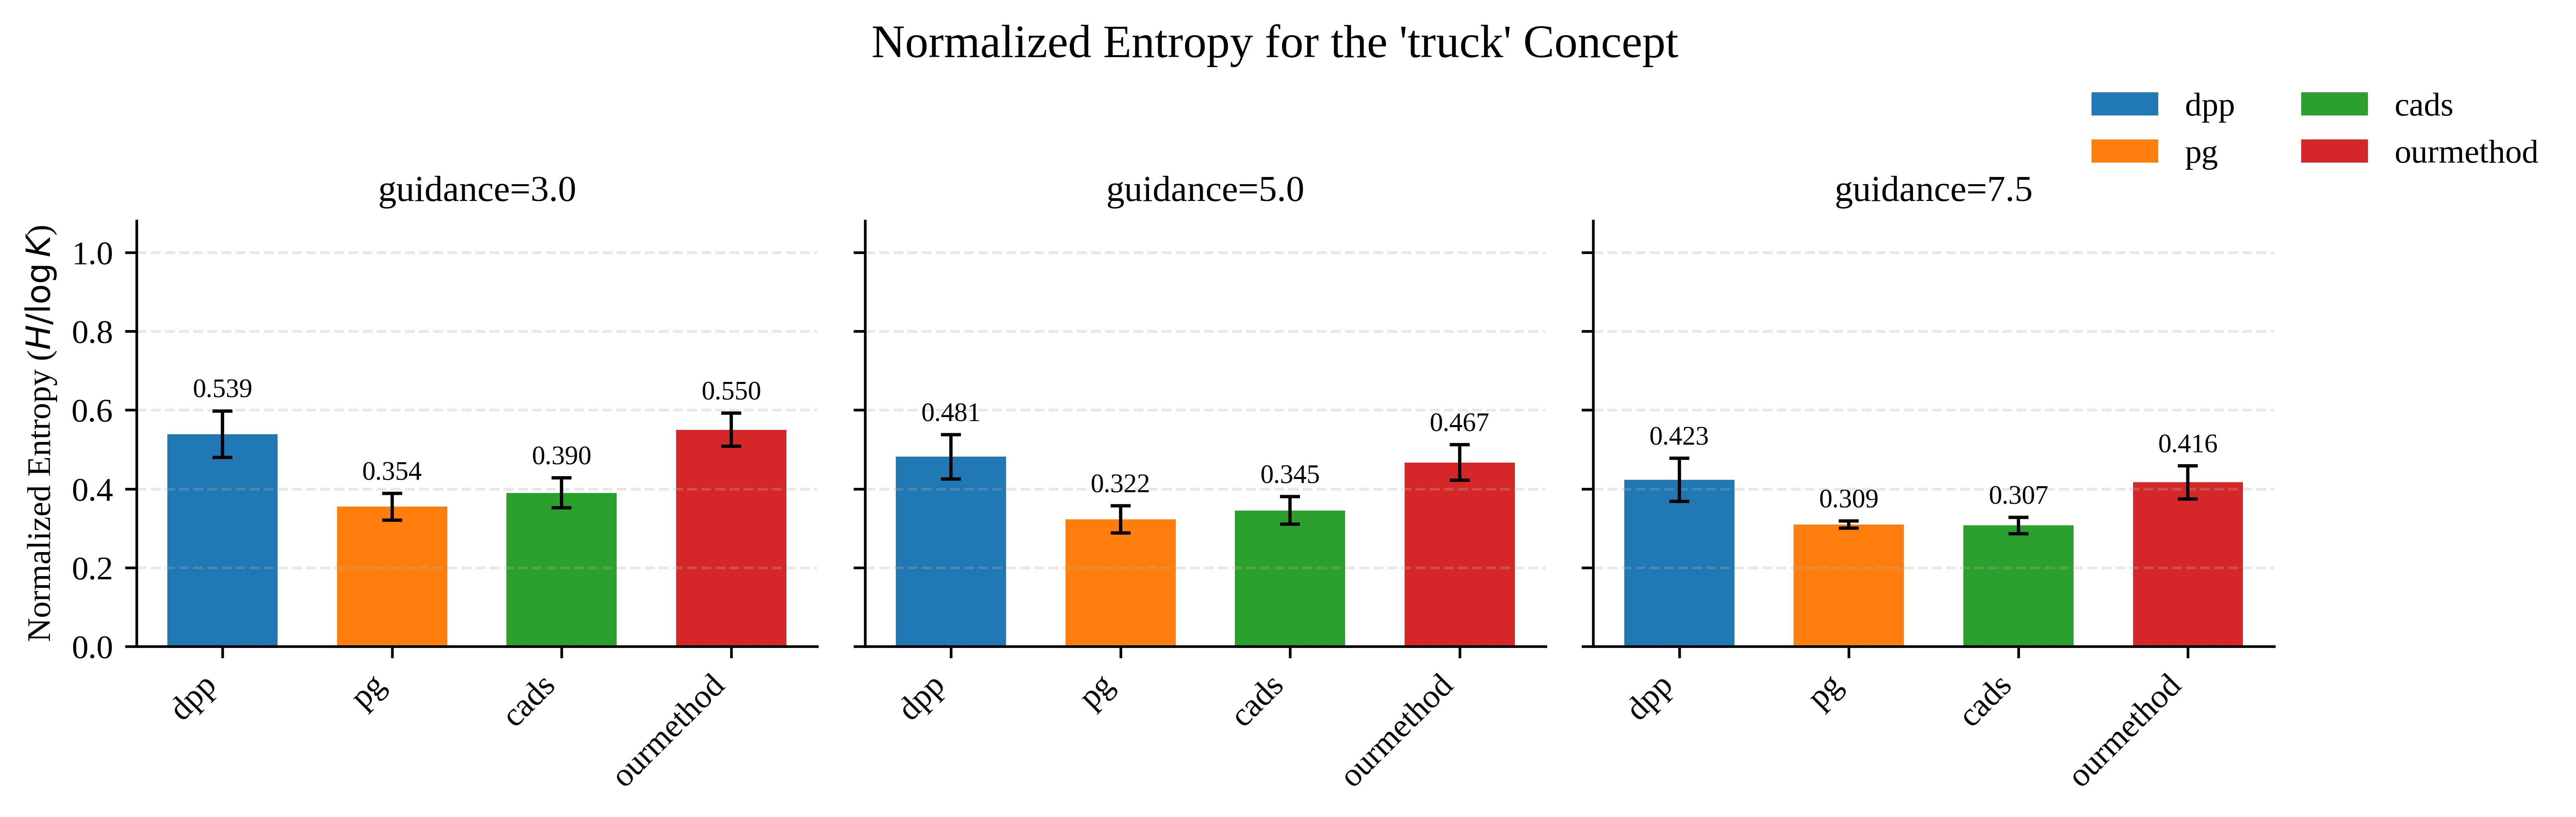 Normalized Entropy for the 'truck' Concept
dpp
cads
pg
ourmethod
guidance=3.0
guidance=5.0
guidance=7.5
Normalized Entropy (H/log K)
1.0
0.8
0.6
0.4
0.2
0.0
0.539
0.354
0.390
0.550
0.481
0.322
0.345
0.467
0.423
0.309
0.307
0.416
dpp
pg
cads
ourmethod
dpp
pg
cads
ourmethod
dpp
pg
cads
ourmethod